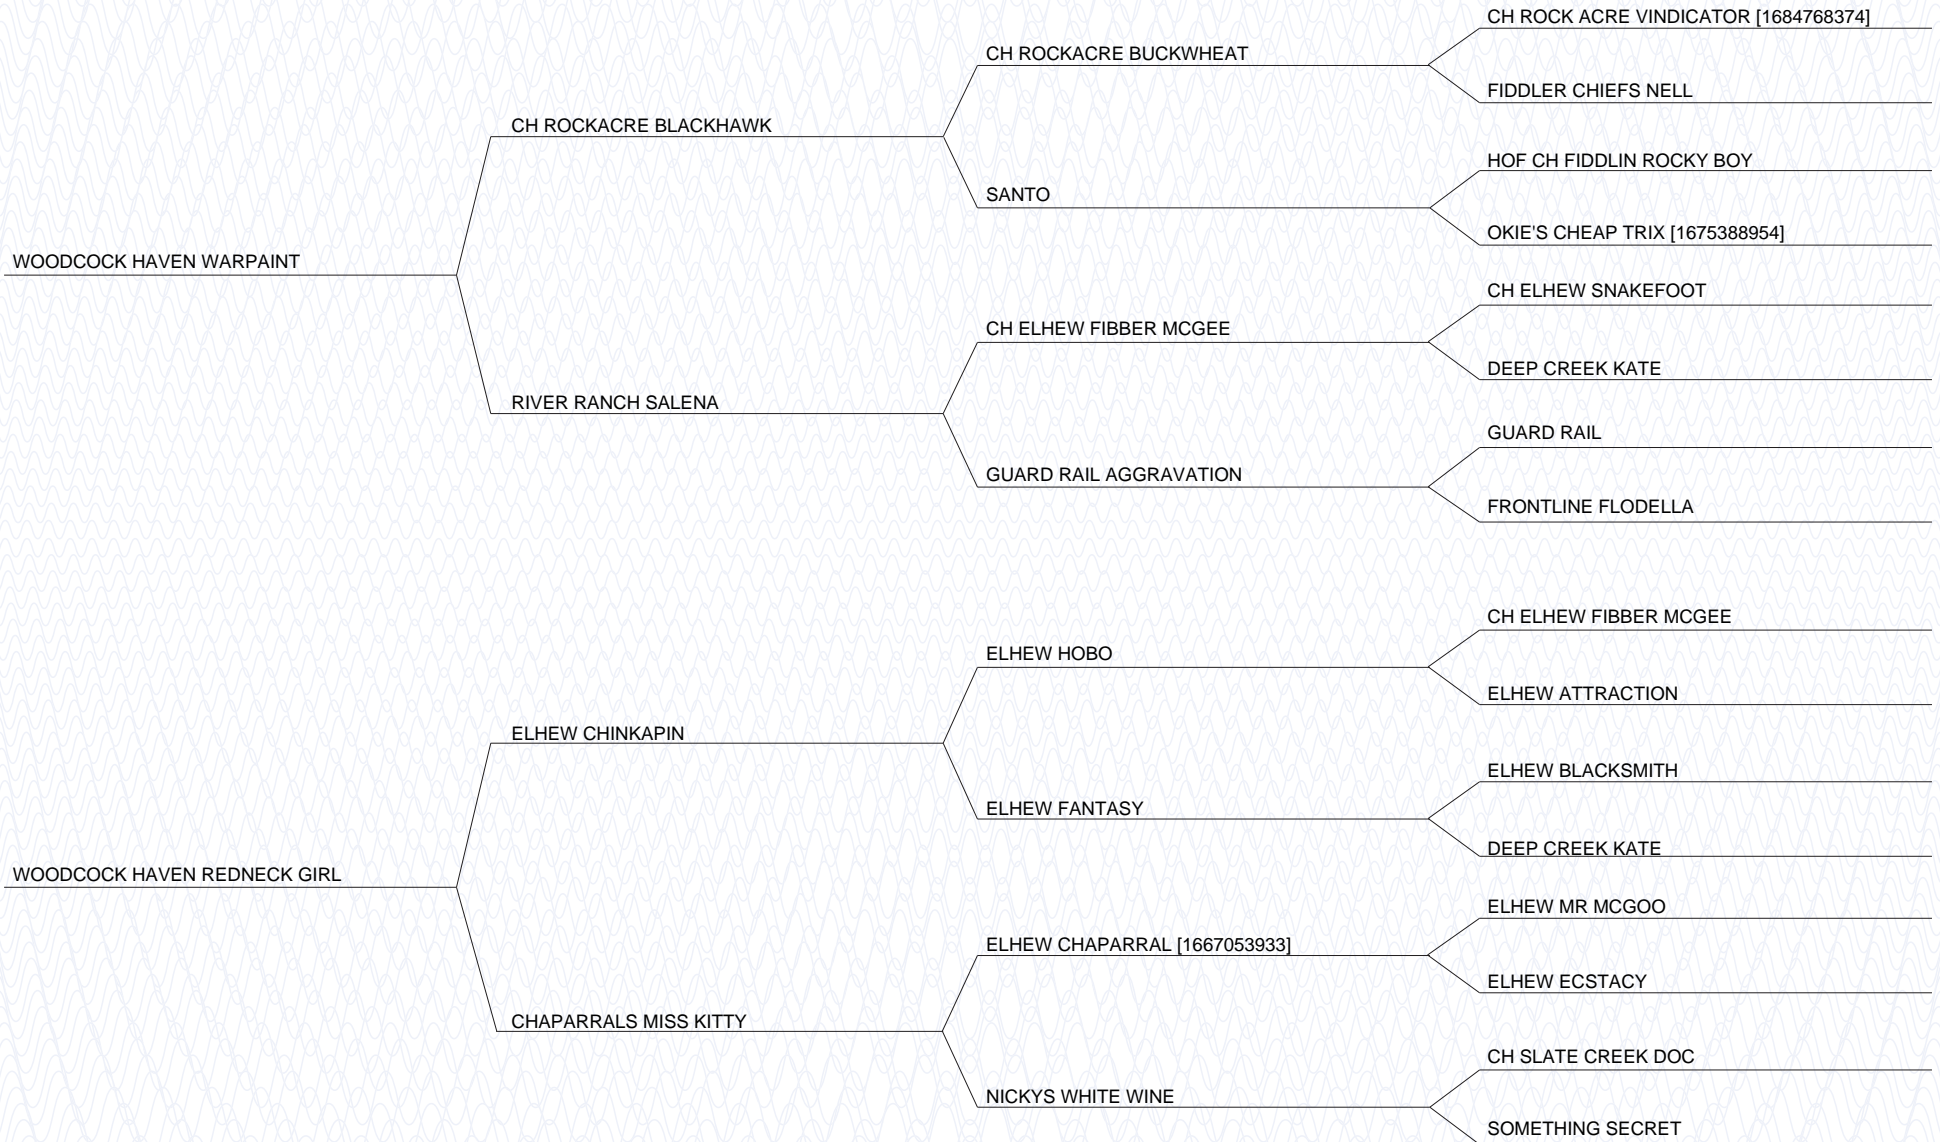 CH ROCK ACRE VINDICATOR [1684768374]
CH ROCKACRE BUCKWHEAT
FIDDLER CHIEFS NELL
CH ROCKACRE BLACKHAWK
HOF CH FIDDLIN ROCKY BOY
SANTO
OKIE'S CHEAP TRIX [1675388954]
WOODCOCK HAVEN WARPAINT
CH ELHEW SNAKEFOOT
CH ELHEW FIBBER MCGEE
DEEP CREEK KATE
RIVER RANCH SALENA
GUARD RAIL
GUARD RAIL AGGRAVATION
FRONTLINE FLODELLA
CH ELHEW FIBBER MCGEE
ELHEW HOBO
ELHEW ATTRACTION
ELHEW CHINKAPIN
ELHEW BLACKSMITH
ELHEW FANTASY
DEEP CREEK KATE
WOODCOCK HAVEN REDNECK GIRL
ELHEW MR MCGOO
ELHEW CHAPARRAL [1667053933]
ELHEW ECSTACY
CHAPARRALS MISS KITTY
CH SLATE CREEK DOC
NICKYS WHITE WINE
SOMETHING SECRET